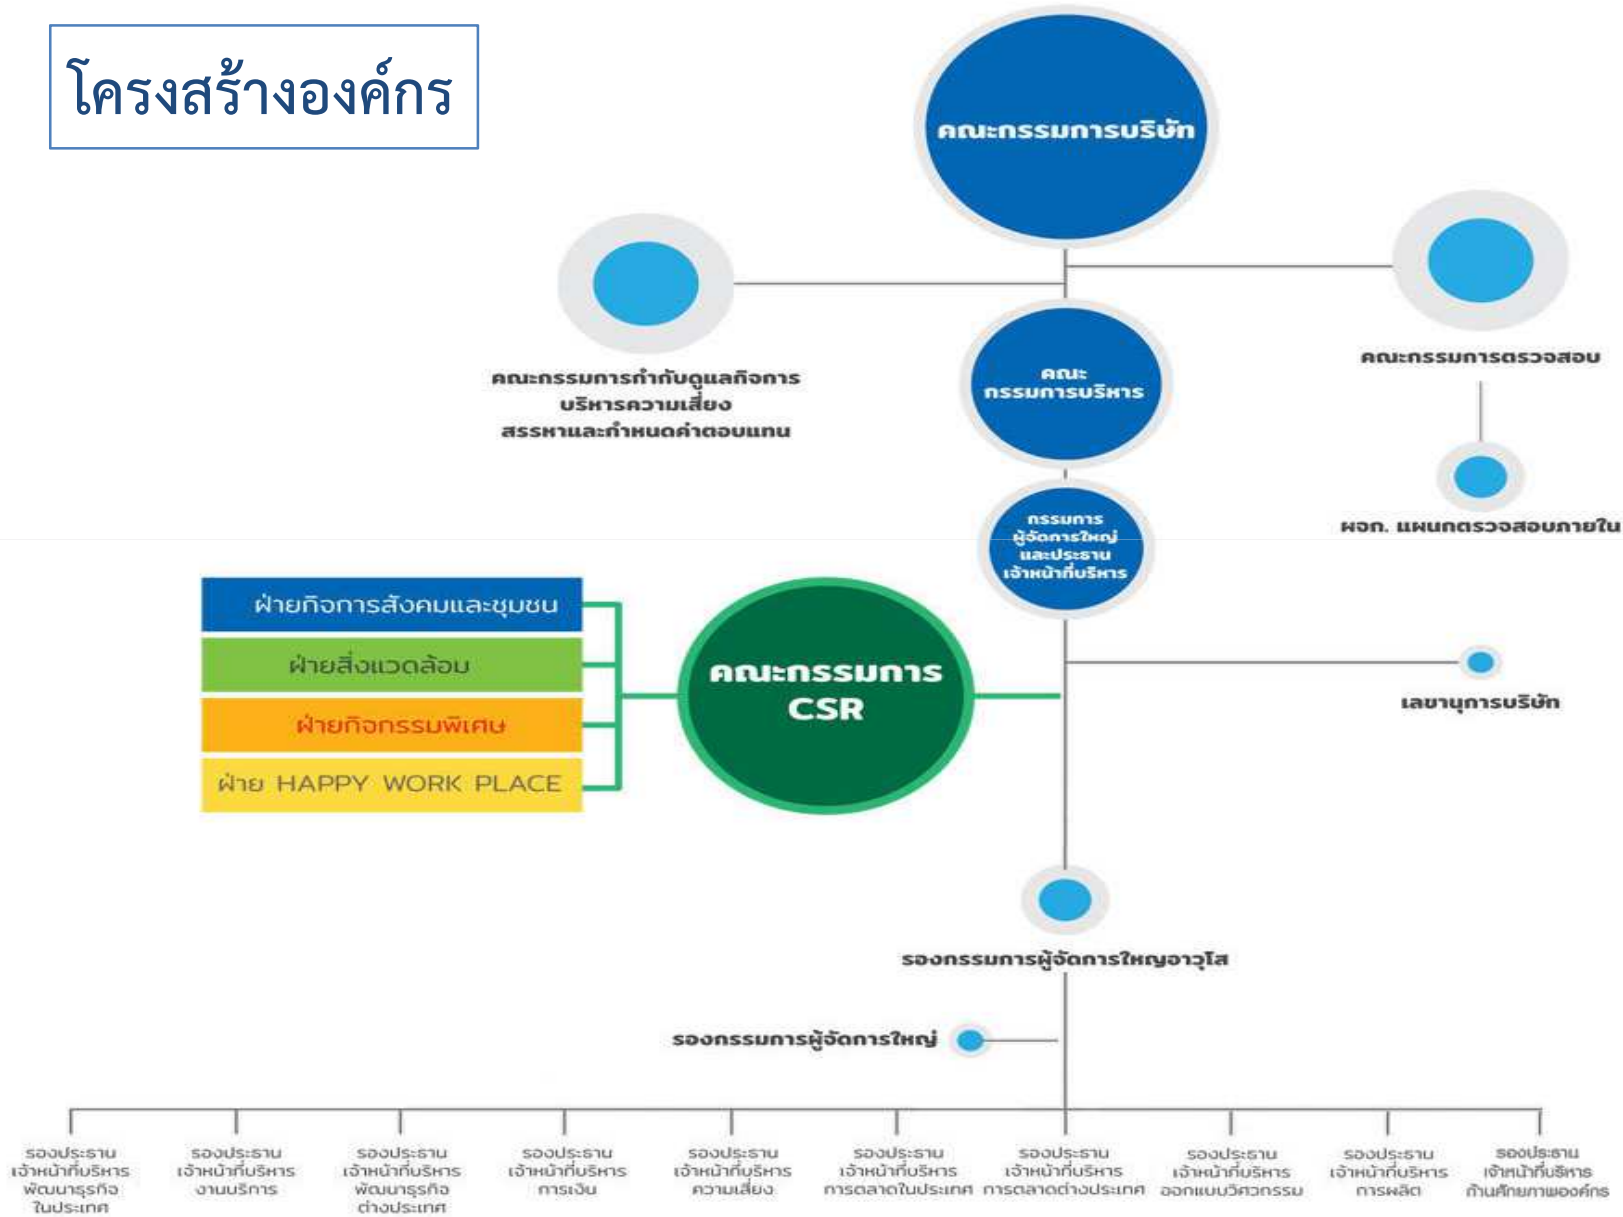 โครงสร้างองค์กร
คณะกรรมการบริษัท
คณะกรรมการกำกับดูแลกิจการ
บริหารความเสี่ยง
สรรหาและกำหนดค่าตอบแทน
คณะ
กรรมการบริหาร
คณะกรรมการตรวจสอบ
ผจก. แผนกตรวจสอบภายใน
กรรมการ
ผู้จัดการใหญ่
และประธาน
เจ้าหน้าที่บริหาร
ฝ่ายกิจการสังคมและชุมชน
ฝ่ายสิ่งแวดล้อม
ฝ่ายกิจกรรมพิเศษ
ฝ่าย HAPPY WORK PLACE
คณะกรรมการ
CSR
เลขานุการบริษัท
รองกรรมการผู้จัดการใหญอาวุโส
รองกรรมการผู้จัดการใหญ่
รองประธาน
เจ้าหน้าที่บริหาร
พัฒนาธุรกิจ
ในประเทศ
รองประธาน
เจ้าหน้าที่บริหาร
งานบริการ
รองประธาน
เจ้าหน้าที่บริหาร
พัฒนาธุรกิจ
ต่างประเทศ
รองประธาน
เจ้าหน้าที่บริหาร
การเงิน
รองประธาน
เจ้าหน้าที่บริหาร
ความเสี่ยง
รองประธาน
เจ้าหน้าที่บริหาร
การตลาดในประเทศ
รองประธาน
เจ้าหน้าที่บริหาร
การตลาดต่างประเทศ
รองประธาน
เจ้าหน้าที่บริหาร
ออกแบบวิศวกรรม
รองประธาน
เจ้าหน้าที่บริหาร
การผลิต
รองประธาน
เจ้าหน้าที่บริหาร
ด้านศักยภาพองค์กร